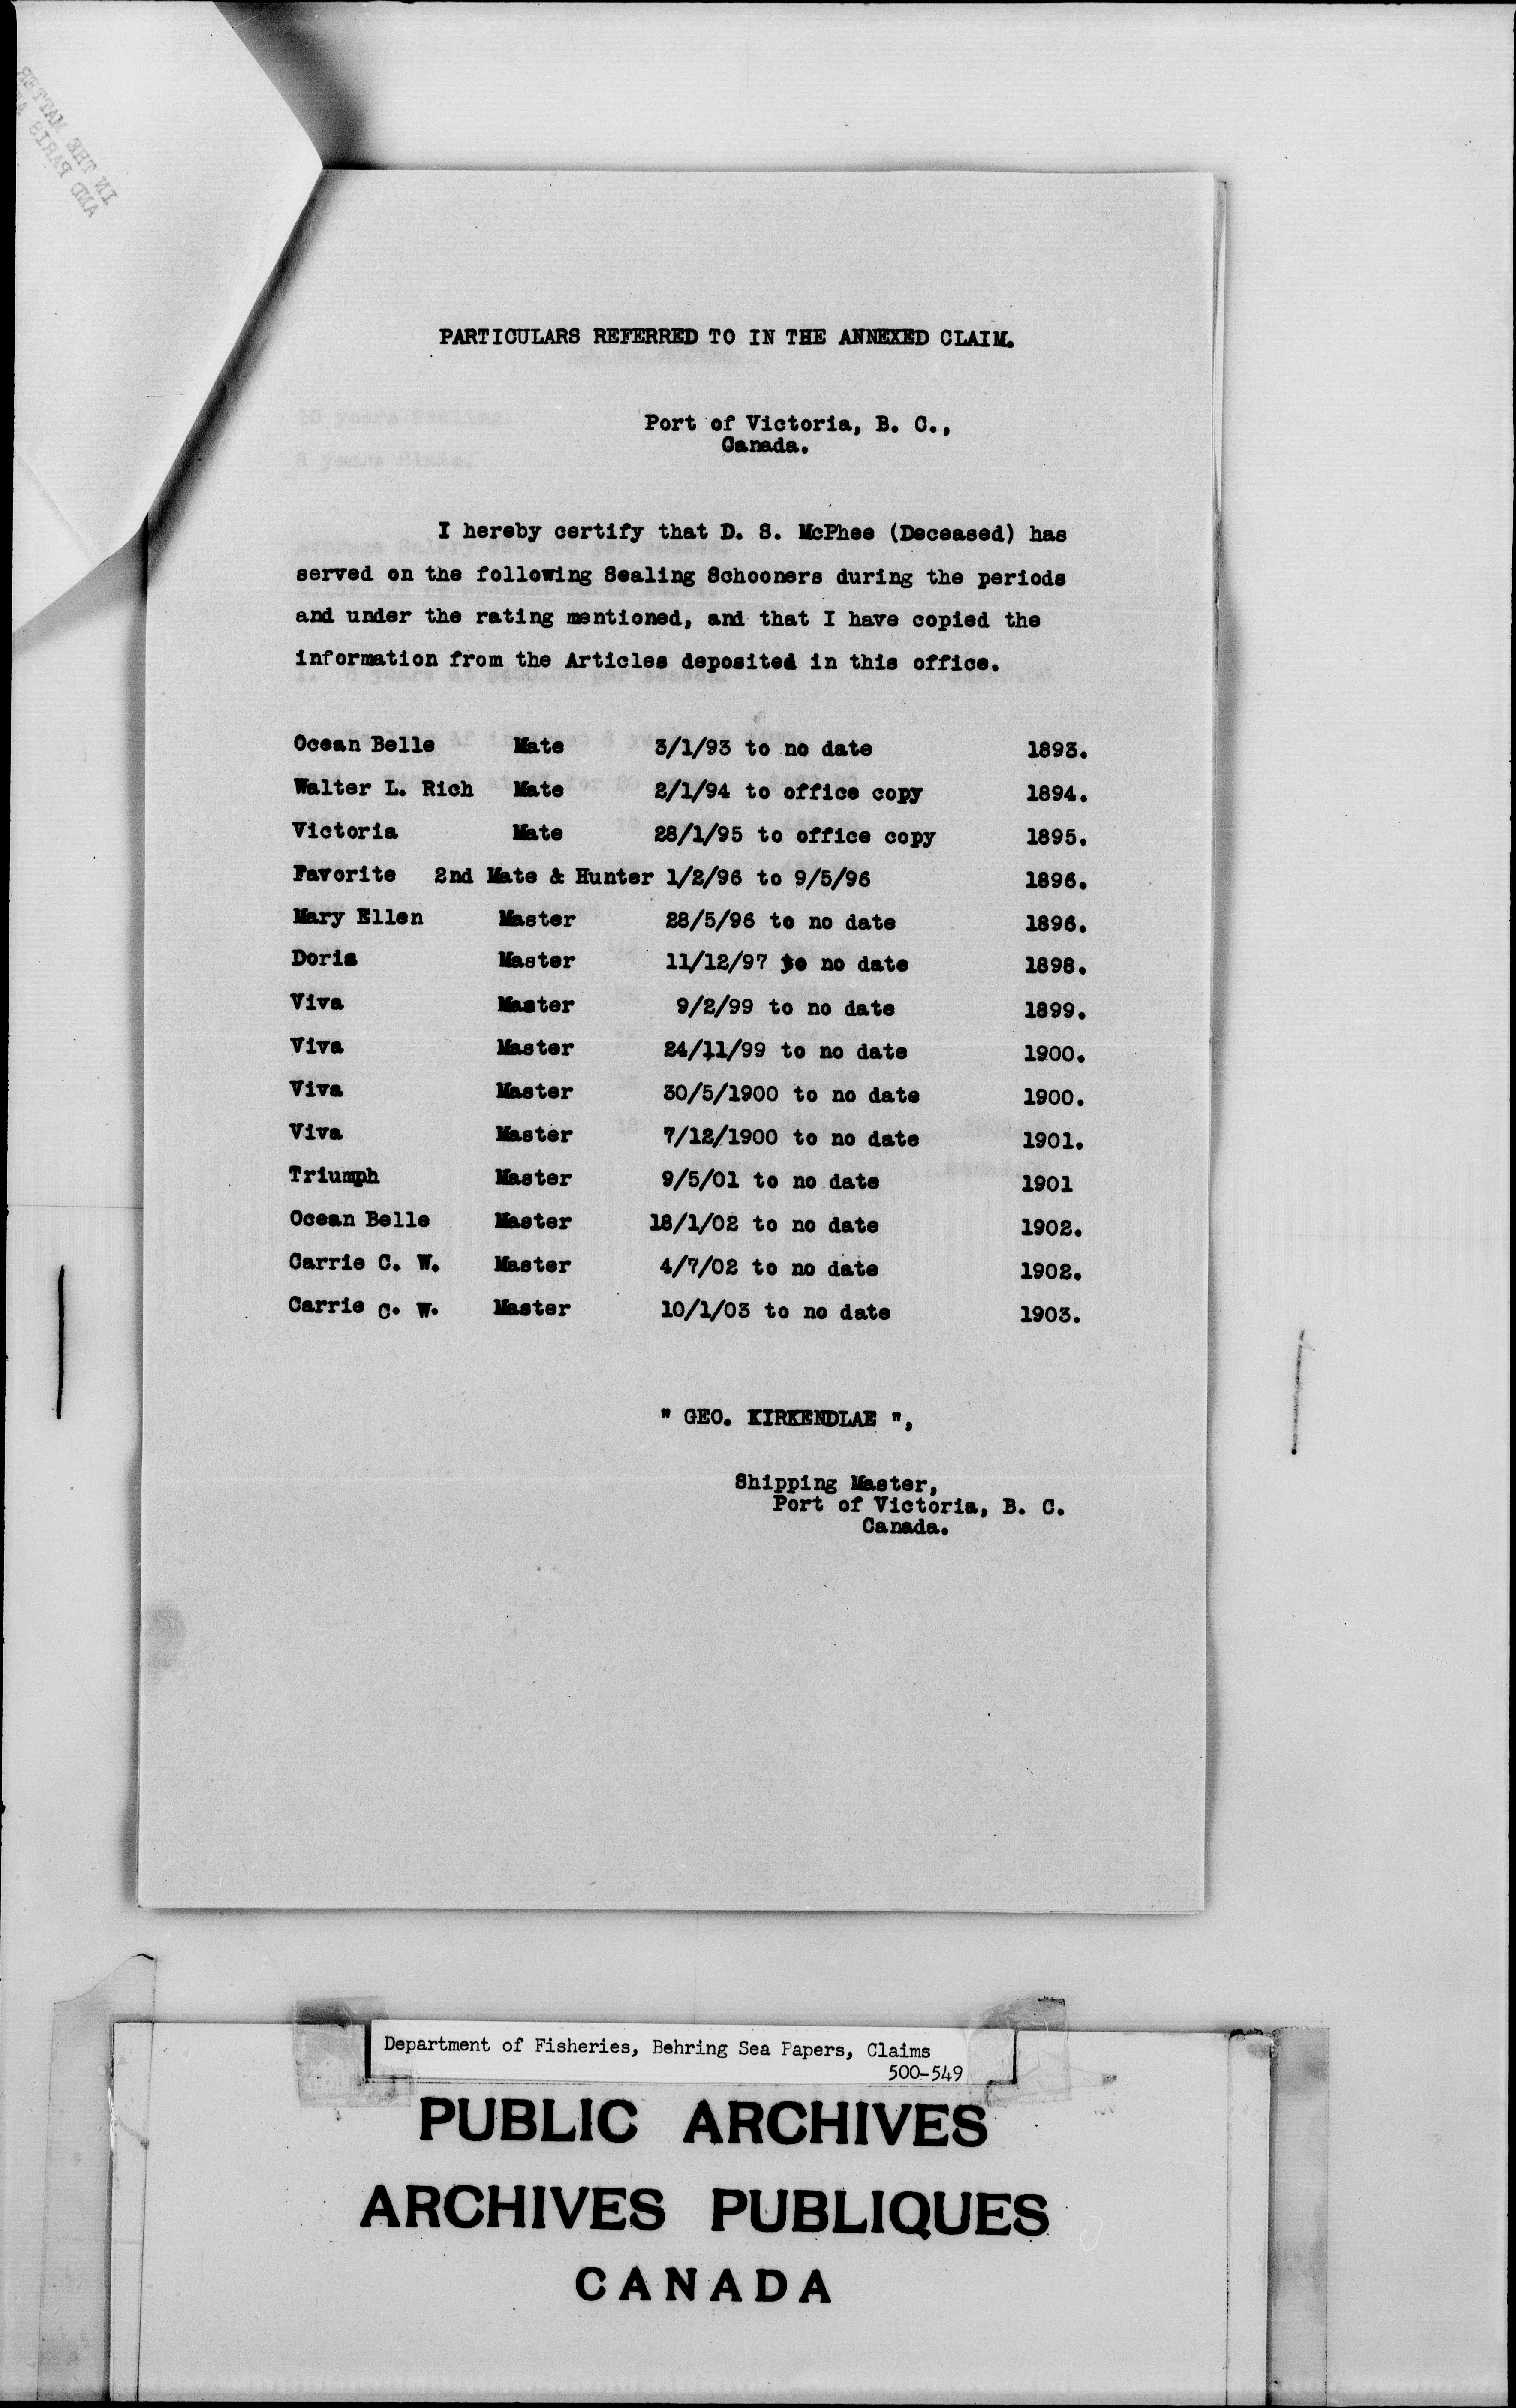 IN THE MATTER
AND PARIS
PARTICULARS REFERRED TO IN THE ANNEXED CLAIM.
Port of Victoria, B. C.,
Canada.
I hereby certify that D. S. McPhee (Deceased) has
served on the following Sealing Schooners during the periods
and under the rating mentioned, and that I have copied the
information from the Articles deposited in this office.
Ocean Belle Mate 3/1/93 to no date 1893.
Walter L. Rich Mate 2/1/94 to office copy 1894.
Victoria Mate 28/1/95 to office copy 1895.
Favorite 2nd Mate & Hunter 1/2/96 to 9/5/96 1896.
Mary Ellen Master 28/5/96 to no date 1896.
Doris Master 11/12/97 to no date 1898.
Viva Master 9/2/99 to no date 1899.
Viva Master 24/11/99 to no date 1900.
Viva Master 30/5/1900 to no date 1900.
Viva Master 7/12/1900 to no date 1901.
Triumph Master 9/5/01 to no date 1901
Ocean Belle Master 18/1/02 to no date 1902.
Carrie C. W. Master 4/7/02 to no date 1902.
Carrie C. W. Master 10/1/03 to no date 1903.
" GEO. KIRKENDLAE ",
Shipping Master,
Port of Victoria, B. C.
Canada.
Department of Fisheries, Behring Sea Papers, Claims
500-549
PUBLIC ARCHIVES
ARCHIVES PUBLIQUES
CANADA